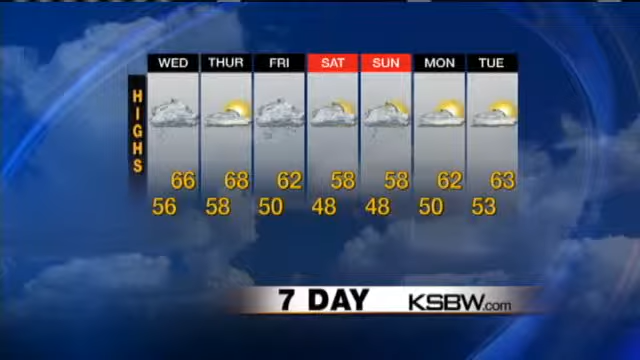 WED THUR FRI SAT SUN MON TUE
HIGHS
66 68 62 58 58 62 63
56 58 50 48 48 50 53
7 DAY KSBW.com